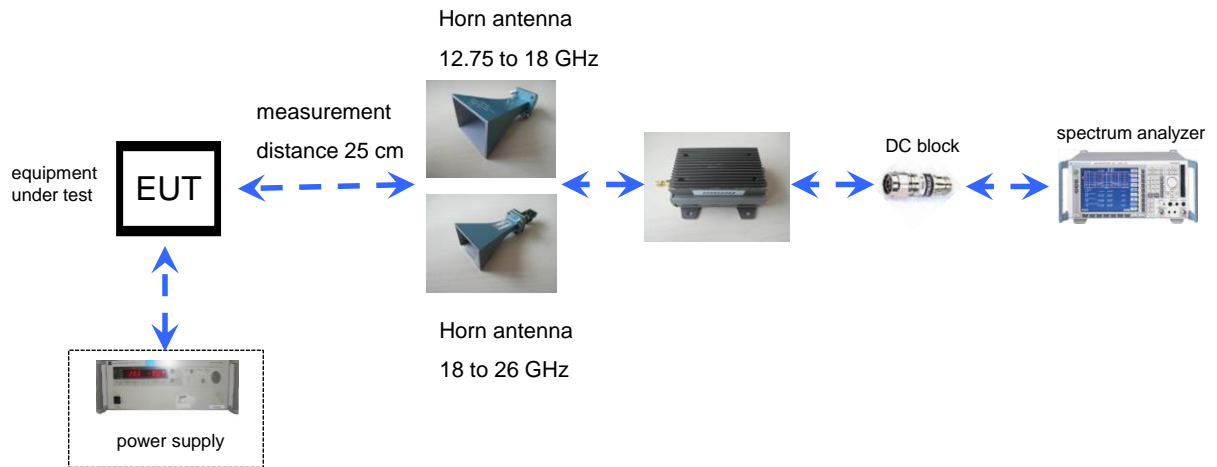 Horn antenna
12.75 to 18 GHz
measurement
distance 25 cm
equipment
under test
EUT
DC block
spectrum analyzer
Horn antenna
18 to 26 GHz
power supply